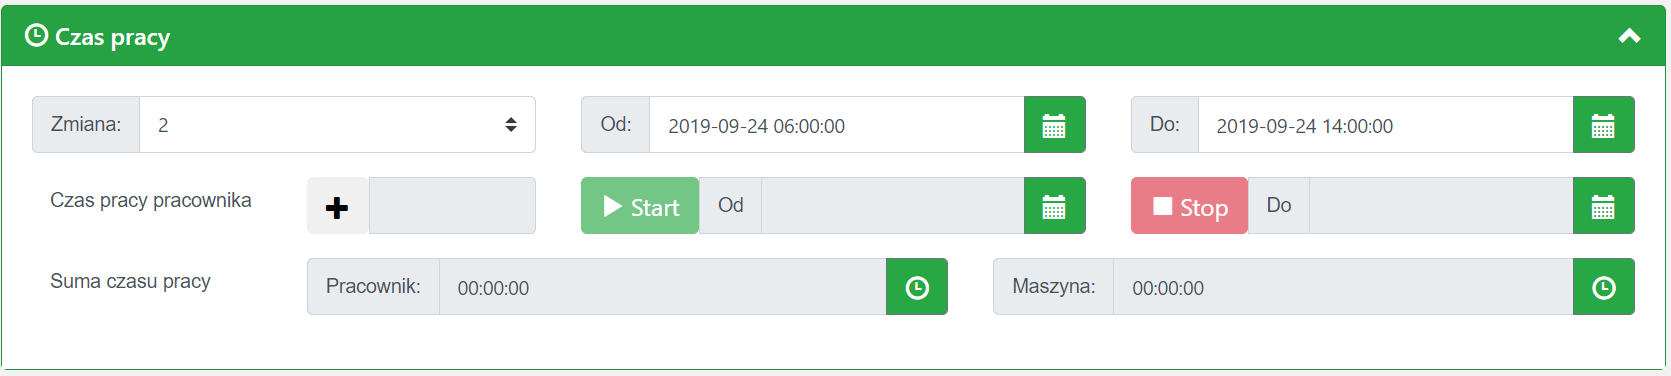 Czas pracy
Zmiana: 2 Od: 2019-09-24 06:00:00 Do: 2019-09-24 14:00:00
Czas pracy pracownika Start Od Stop Do
Suma czasu pracy Pracownik: 00:00:00 Maszyna: 00:00:00